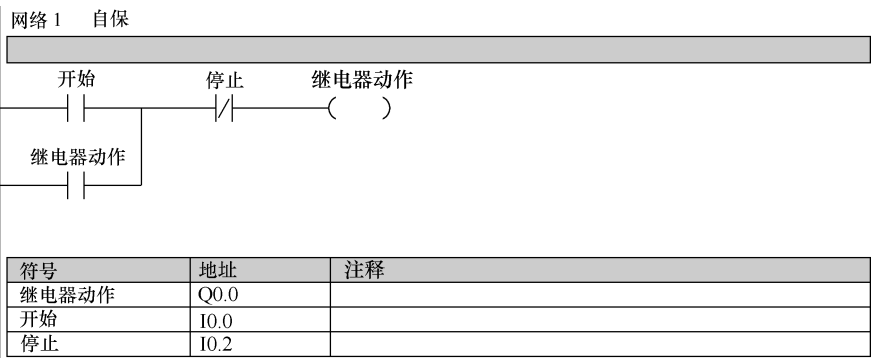 网络 1 自保
开始 停止 继电器动作
继电器动作
符号 地址 注释
继电器动作 Q0.0
开始 I0.0
停止 I0.2